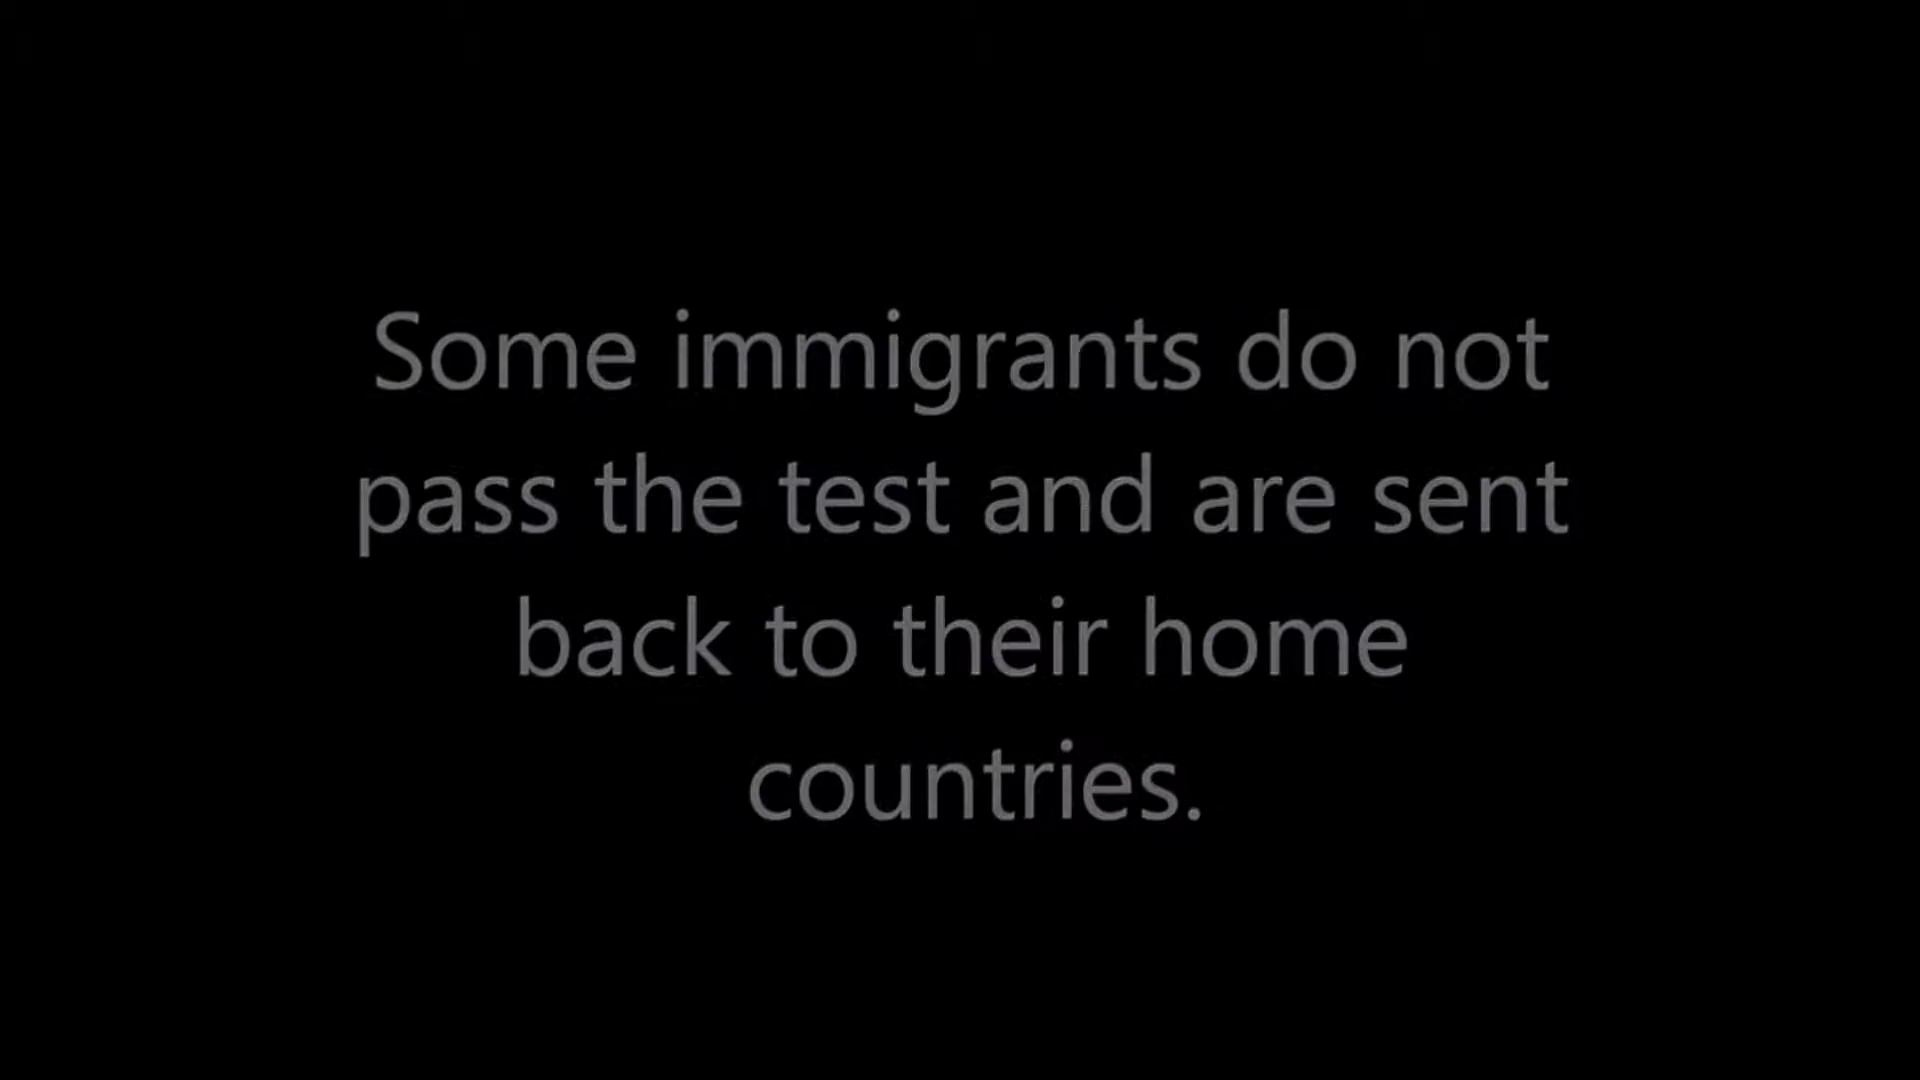 Some immigrants do not
pass the test and are sent
back to their home
countries.